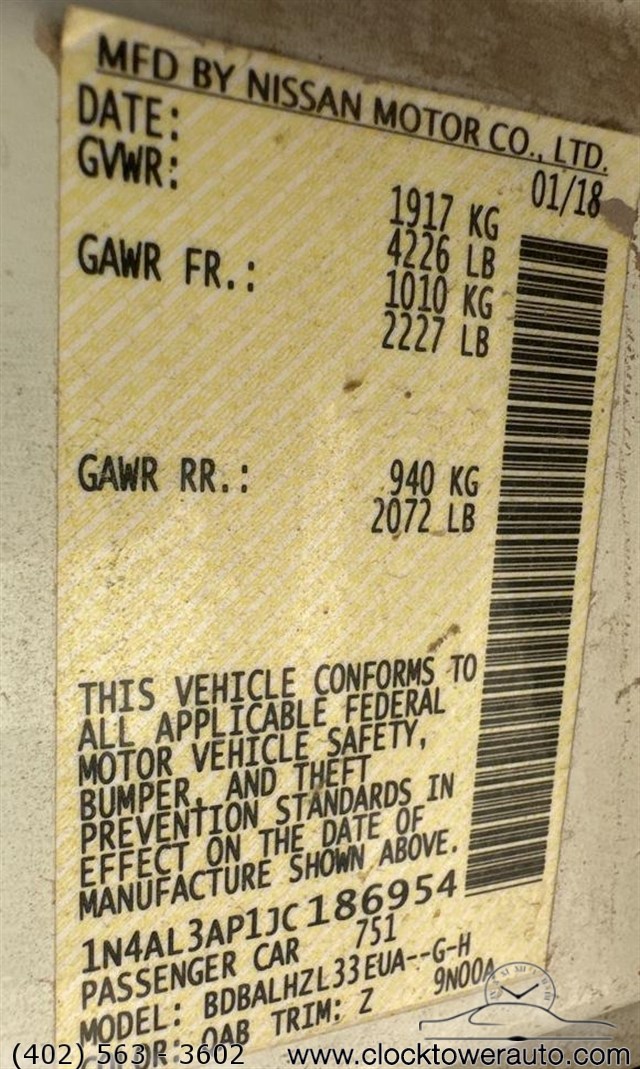 MFD BY NISSAN MOTOR CO., LTD.
DATE: 01/18
GVWR: 1917 KG
4226 LB
GAWR FR.: 1010 KG
2227 LB
GAWR RR.: 940 KG
2072 LB
THIS VEHICLE CONFORMS TO
ALL APPLICABLE FEDERAL
MOTOR VEHICLE SAFETY,
BUMPER, AND THEFT
PREVENTION STANDARDS IN
EFFECT ON THE DATE OF
MANUFACTURE SHOWN ABOVE.
1N4AL3AP1JC186954
PASSENGER CAR 751
MODEL: BDBALHZL33EUA--G-H
COLOR: QAB TRIM: Z 9N00A
(402) 563 - 3602 www.clocktowerauto.com